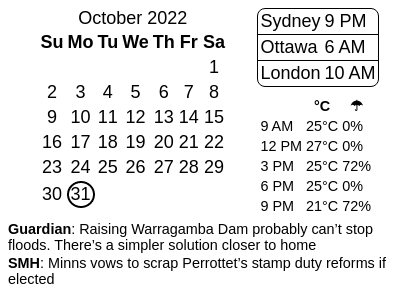 October 2022
Su Mo Tu We Th Fr Sa
1
2 3 4 5 6 7 8
9 10 11 12 13 14 15
16 17 18 19 20 21 22
23 24 25 26 27 28 29
30 31
Sydney 9 PM
Ottawa 6 AM
London 10 AM
°C ☂
9 AM 25°C 0%
12 PM 27°C 0%
3 PM 25°C 72%
6 PM 25°C 0%
9 PM 21°C 72%
Guardian: Raising Warragamba Dam probably can’t stop
floods. There’s a simpler solution closer to home
SMH: Minns vows to scrap Perrottet’s stamp duty reforms if
elected